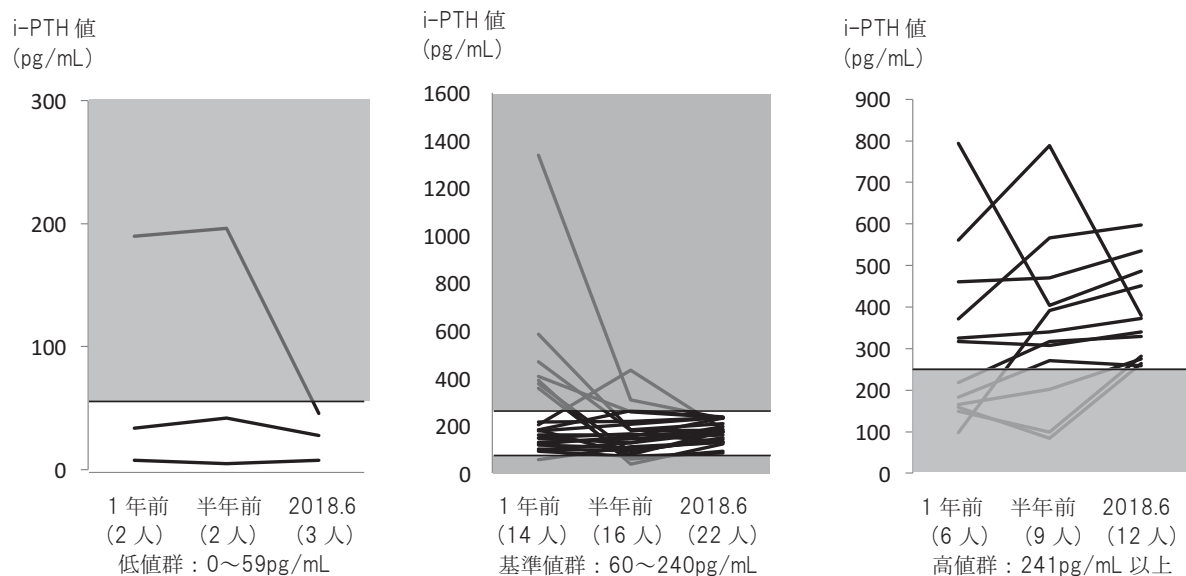 i-PTH 値
(pg/mL)
300
200
100
0
1 年前
半年前
2018.6
(2 人)
(2 人)
(3 人)
低値群：0～59pg/mL
i-PTH 値
(pg/mL)
1600
1400
1200
1000
800
600
400
200
0
1 年前
半年前
2018.6
(14 人)
(16 人)
(22 人)
基準値群：60～240pg/mL
i-PTH 値
(pg/mL)
900
800
700
600
500
400
300
200
100
0
1 年前
半年前
2018.6
(6 人)
(9 人)
(12 人)
高値群：241pg/mL 以上